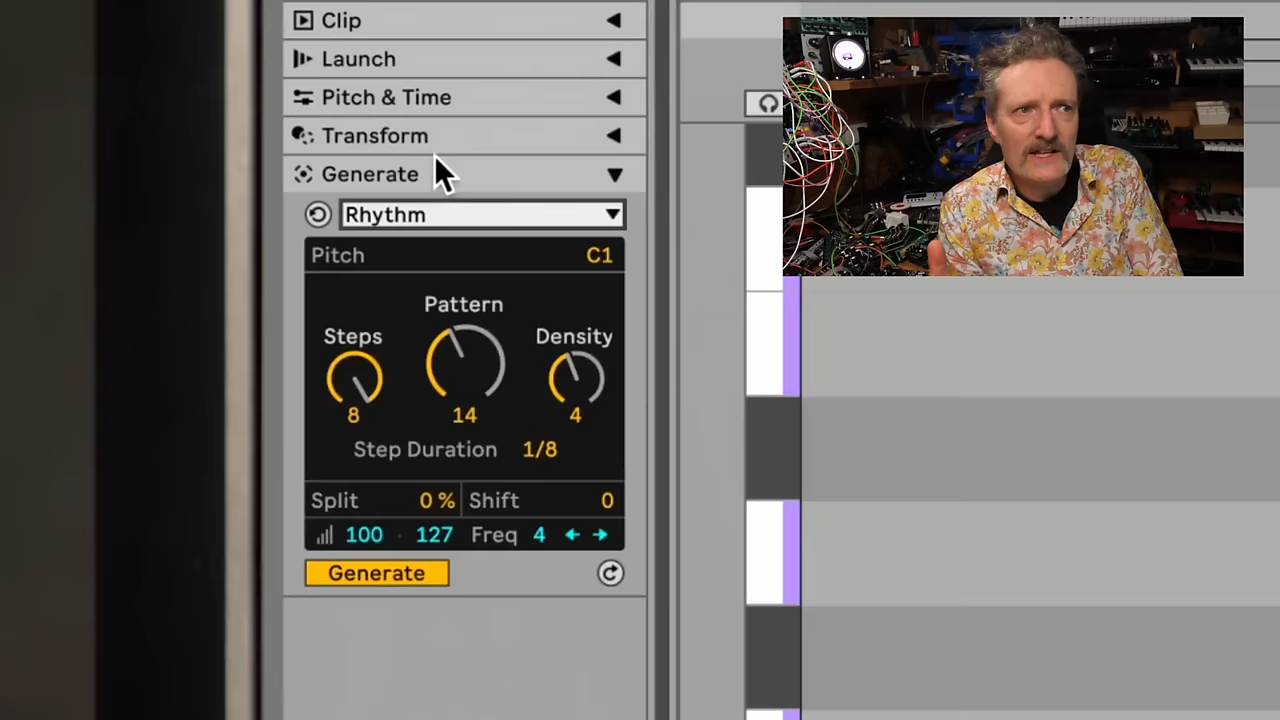 Clip
Launch
Pitch & Time
Transform
Generate
Rhythm
Pitch C1
Pattern
Steps Density
8 14 4
Step Duration 1/8
Split 0 % Shift 0
100 · 127 Freq 4
Generate